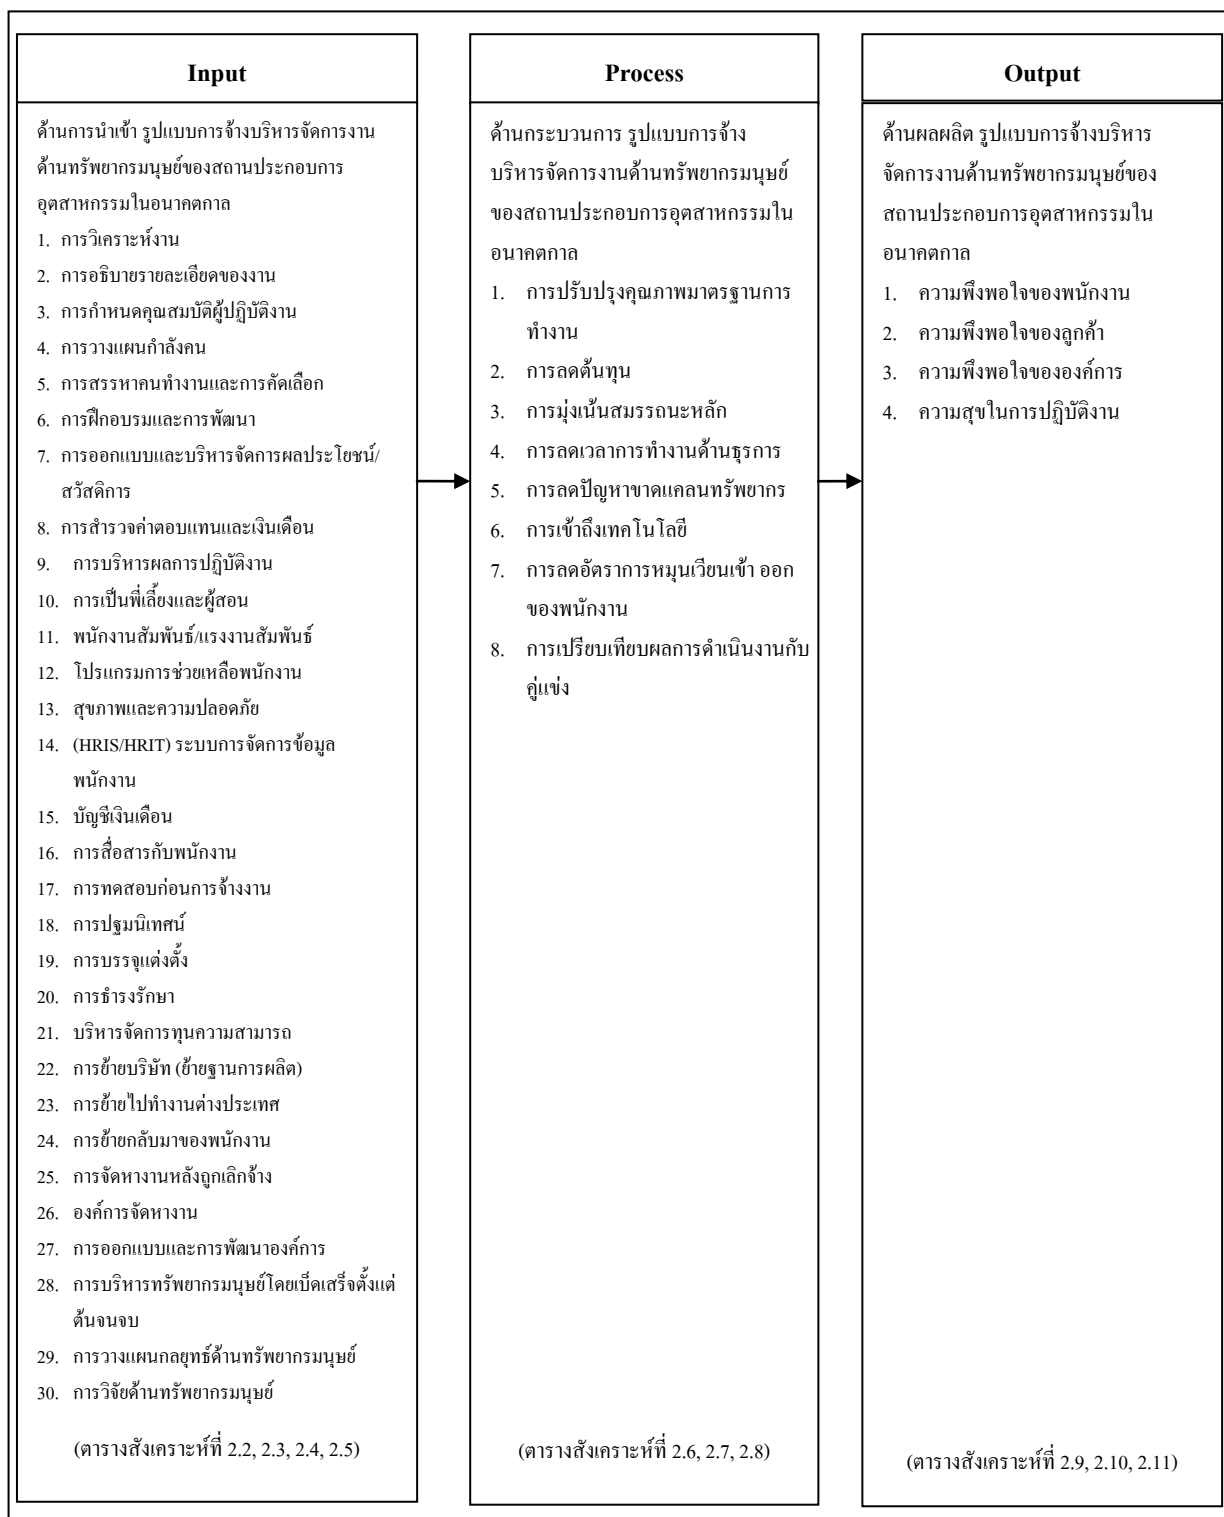 Input
ด้านการนำเข้า รูปแบบการจ้างบริหารจัดการงาน
ด้านทรัพยากรมนุษย์ของสถานประกอบการ
อุตสาหกรรมในอนาคตกาล
1. การวิเคราะห์งาน
2. การอธิบายรายละเอียดของงาน
3. การกำหนดคุณสมบัติผู้ปฏิบัติงาน
4. การวางแผนกำลังคน
5. การสรรหาคนทำงานและการคัดเลือก
6. การฝึกอบรมและการพัฒนา
7. การออกแบบและบริหารจัดการผลประโยชน์/
สวัสดิการ
8. การสำรวจค่าตอบแทนและเงินเดือน
9. การบริหารผลการปฏิบัติงาน
10. การเป็นพี่เลี้ยงและผู้สอน
11. พนักงานสัมพันธ์/แรงงานสัมพันธ์
12. โปรแกรมการช่วยเหลือพนักงาน
13. สุขภาพและความปลอดภัย
14. (HRIS/HRIT) ระบบการจัดการข้อมูล
พนักงาน
15. บัญชีเงินเดือน
16. การสื่อสารกับพนักงาน
17. การทดสอบก่อนการจ้างงาน
18. การปฐมนิเทศน์
19. การบรรจุแต่งตั้ง
20. การธำรงรักษา
21. บริหารจัดการทุนความสามารถ
22. การย้ายบริษัท (ย้ายฐานการผลิต)
23. การย้ายไปทำงานต่างประเทศ
24. การย้ายกลับมาของพนักงาน
25. การจัดหางานหลังถูกเลิกจ้าง
26. องค์การจัดหางาน
27. การออกแบบและการพัฒนาองค์การ
28. การบริหารทรัพยากรมนุษย์โดยเบ็ดเสร็จตั้งแต่
ต้นจนจบ
29. การวางแผนกลยุทธ์ด้านทรัพยากรมนุษย์
30. การวิจัยด้านทรัพยากรมนุษย์
(ตารางสังเคราะห์ที่ 2.2, 2.3, 2.4, 2.5)
Process
ด้านกระบวนการ รูปแบบการจ้าง
บริหารจัดการงานด้านทรัพยากรมนุษย์
ของสถานประกอบการอุตสาหกรรมใน
อนาคตกาล
1. การปรับปรุงคุณภาพมาตรฐานการ
ทำงาน
2. การลดต้นทุน
3. การมุ่งเน้นสมรรถนะหลัก
4. การลดเวลาการทำงานด้านธุรการ
5. การลดปัญหาขาดแคลนทรัพยากร
6. การเข้าถึงเทคโนโลยี
7. การลดอัตราการหมุนเวียนเข้า ออก
ของพนักงาน
8. การเปรียบเทียบผลการดำเนินงานกับ
คู่แข่ง
(ตารางสังเคราะห์ที่ 2.6, 2.7, 2.8)
Output
ด้านผลผลิต รูปแบบการจ้างบริหาร
จัดการงานด้านทรัพยากรมนุษย์ของ
สถานประกอบการอุตสาหกรรมใน
อนาคตกาล
1. ความพึงพอใจของพนักงาน
2. ความพึงพอใจของลูกค้า
3. ความพึงพอใจขององค์การ
4. ความสุขในการปฏิบัติงาน
(ตารางสังเคราะห์ที่ 2.9, 2.10, 2.11)